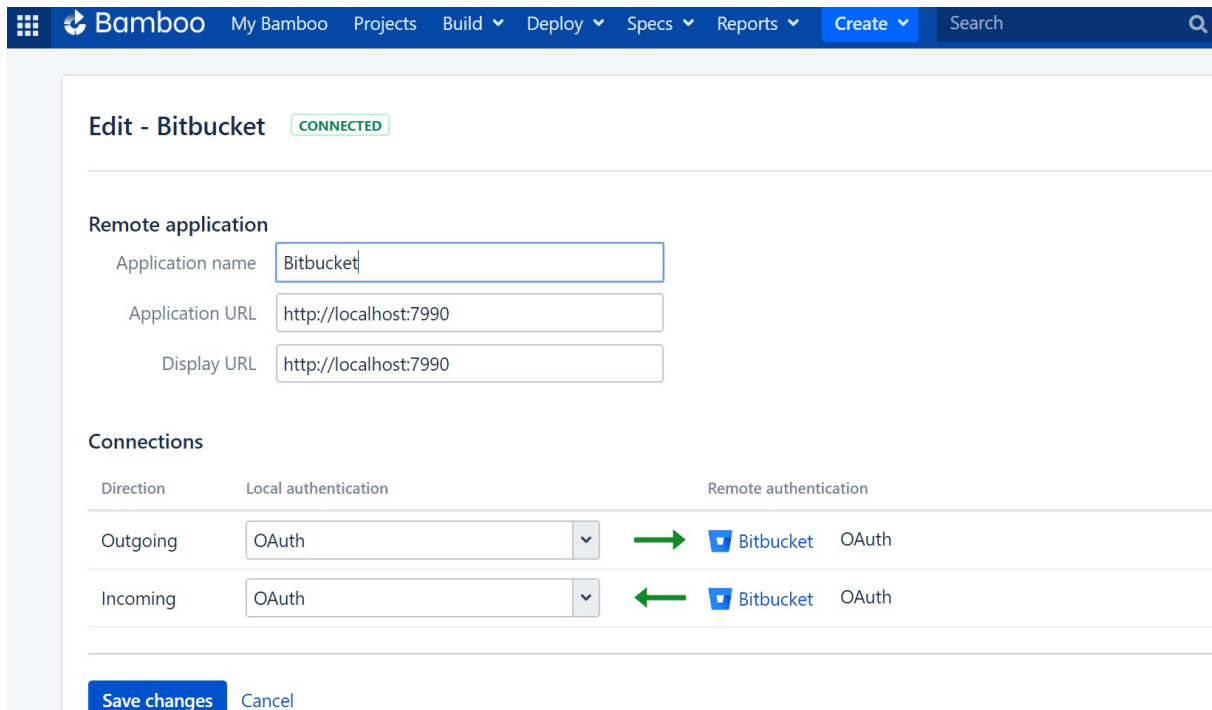 Bamboo My Bamboo Projects Build Deploy Specs Reports Create Search
Edit - Bitbucket CONNECTED
Remote application
Application name Bitbucket
Application URL http://localhost:7990
Display URL http://localhost:7990
Connections
Direction Local authentication Remote authentication
Outgoing OAuth Bitbucket OAuth
Incoming OAuth Bitbucket OAuth
Save changes Cancel